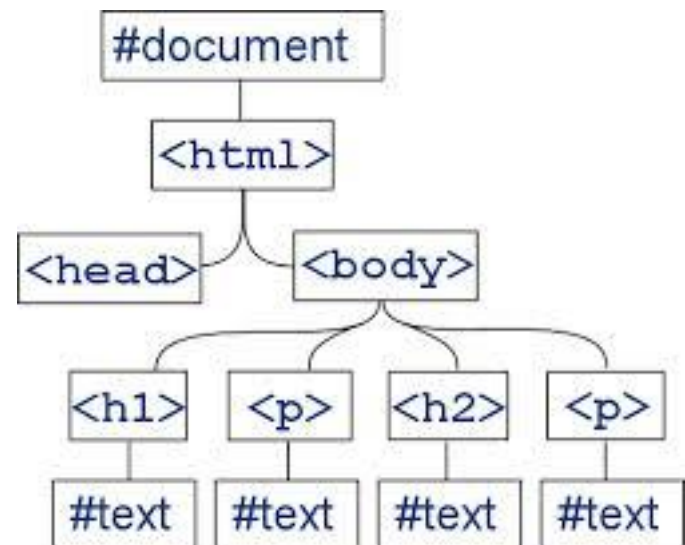 #document
<html>
<head> <body>
<h1> <p> <h2> <p>
#text #text #text #text